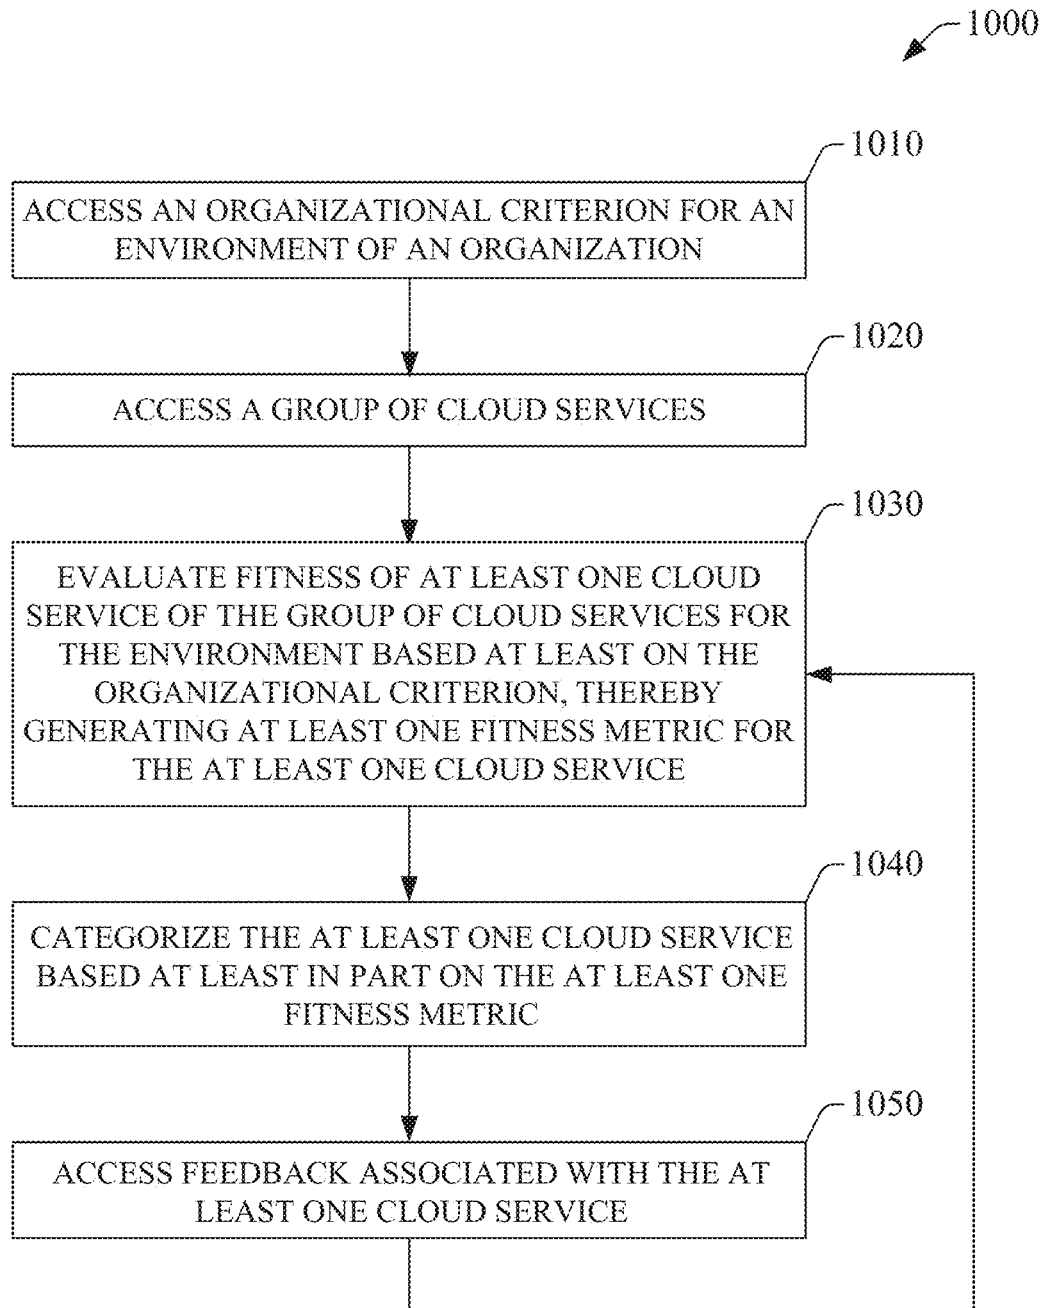 1000
1010
ACCESS AN ORGANIZATIONAL CRITERION FOR AN
ENVIRONMENT OF AN ORGANIZATION
1020
ACCESS A GROUP OF CLOUD SERVICES
1030
EVALUATE FITNESS OF AT LEAST ONE CLOUD
SERVICE OF THE GROUP OF CLOUD SERVICES FOR
THE ENVIRONMENT BASED AT LEAST ON THE
ORGANIZATIONAL CRITERION, THEREBY
GENERATING AT LEAST ONE FITNESS METRIC FOR
THE AT LEAST ONE CLOUD SERVICE
1040
CATEGORIZE THE AT LEAST ONE CLOUD SERVICE
BASED AT LEAST IN PART ON THE AT LEAST ONE
FITNESS METRIC
1050
ACCESS FEEDBACK ASSOCIATED WITH THE AT
LEAST ONE CLOUD SERVICE